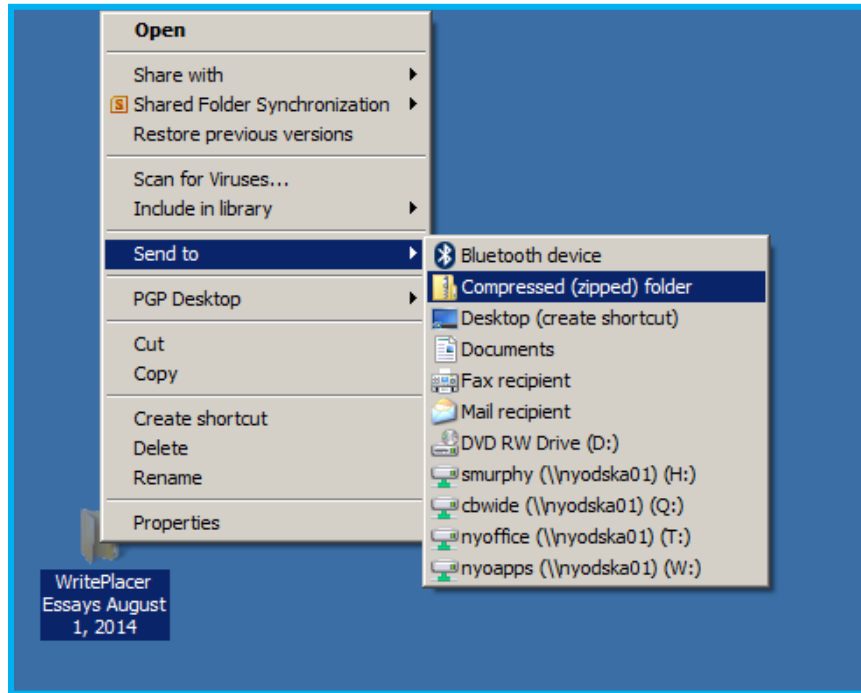 Open
Share with
Shared Folder Synchronization
Restore previous versions
Scan for Viruses...
Include in library
Send to
PGP Desktop
Cut
Copy
Create shortcut
Delete
Rename
Properties
Bluetooth device
Compressed (zipped) folder
Desktop (create shortcut)
Documents
Fax recipient
Mail recipient
DVD RW Drive (D:)
smurphy (\\nyodska01) (H:)
cbwide (\\nyodska01) (Q:)
nyoffice (\\nyodska01) (T:)
nyoapps (\\nyodska01) (W:)
WritePlacer
Essays August
1, 2014